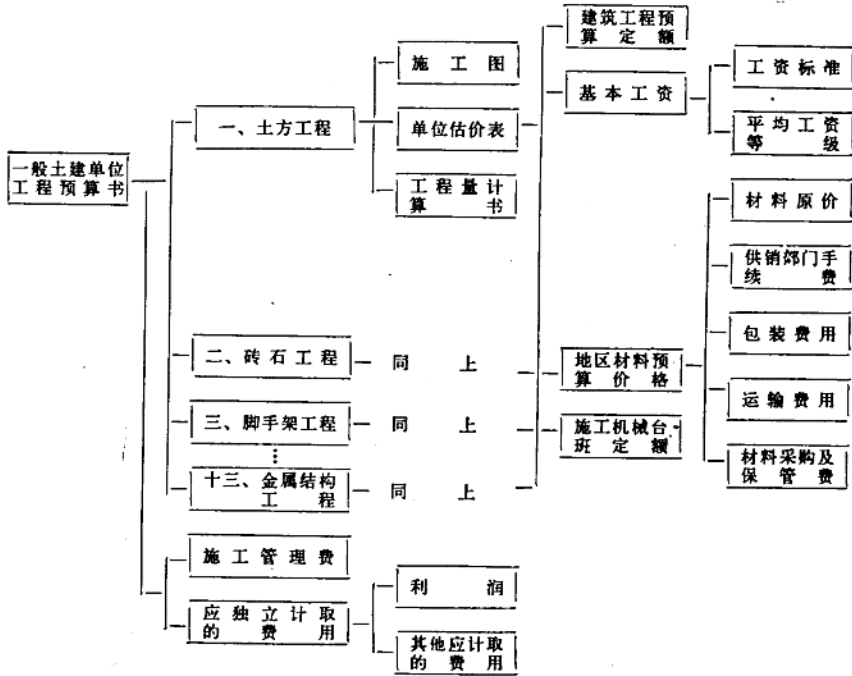 建筑工程预
算定额
施工图
基本工资
工资标准
一、土方工程
单位估价表
平均工资
等级
一般土建单位
工程预算书
工程量计
算书
材料原价
供销部门手
续费
包装费用
二、砖石工程
同上
地区材料预
算价格
运输费用
三、脚手架工程
同上
施工机械台
班定额
材料采购及
保管费
十三、金属结构
工程
同上
施工管理费
利润
应独立计取
的费用
其他应计取
的费用